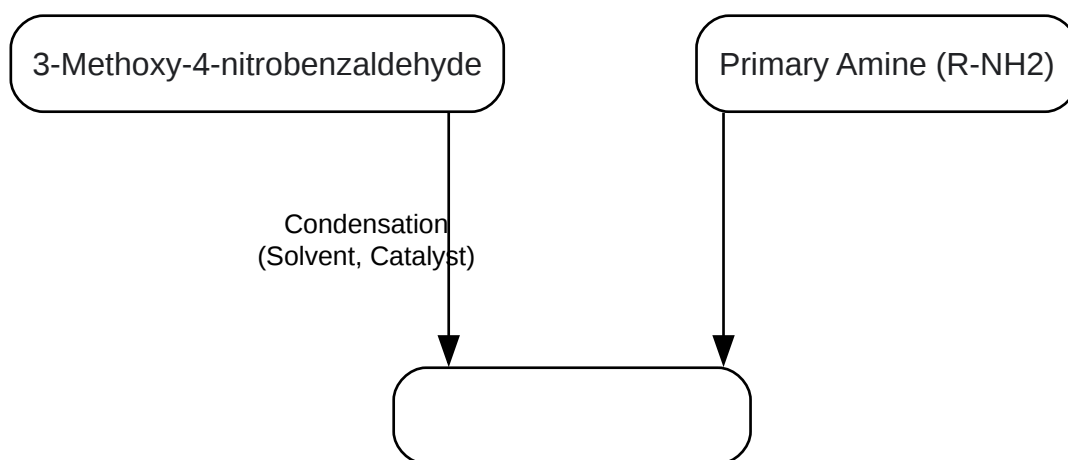 3-Methoxy-4-nitrobenzaldehyde
Primary Amine (R-NH2)
Condensation
(Solvent, Catalyst)